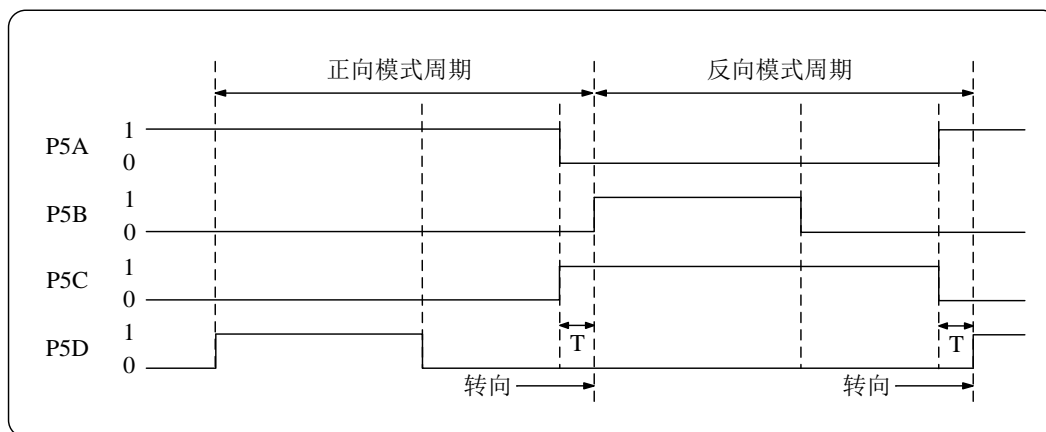 正向模式周期 反向模式周期
P5A 1 0
P5B 1 0
P5C 1 0
P5D 1 0
T T
转向 转向